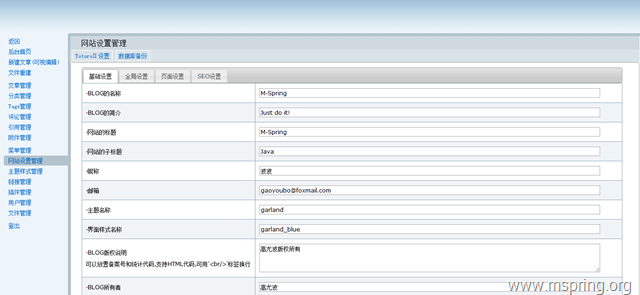 返回
后台首页
新建文章(可视编辑)
文件重建
文章管理
分类管理
Tags管理
评论管理
引用管理
附件管理
菜单管理
网站设置管理
主题样式管理
链接管理
插件管理
用户管理
文件管理
登出
网站设置管理
TatterII 设置
数据库备份
基础设置
全局设置
页面设置
SEO设置
·BLOG的名称
M-Spring
·BLOG的简介
Just do it!
·网站的标题
M-Spring
·网站的子标题
Java
·昵称
波波
·邮箱
gaoyoubo@foxmail.com
·主题名称
garland
·界面样式名称
garland_blue
·BLOG版权说明
可以放置备案号和统计代码,支持HTML代码,可用'<br/>'标签换行
高尤波版权所有
·BLOG所有者
高尤波
www.mspring.org